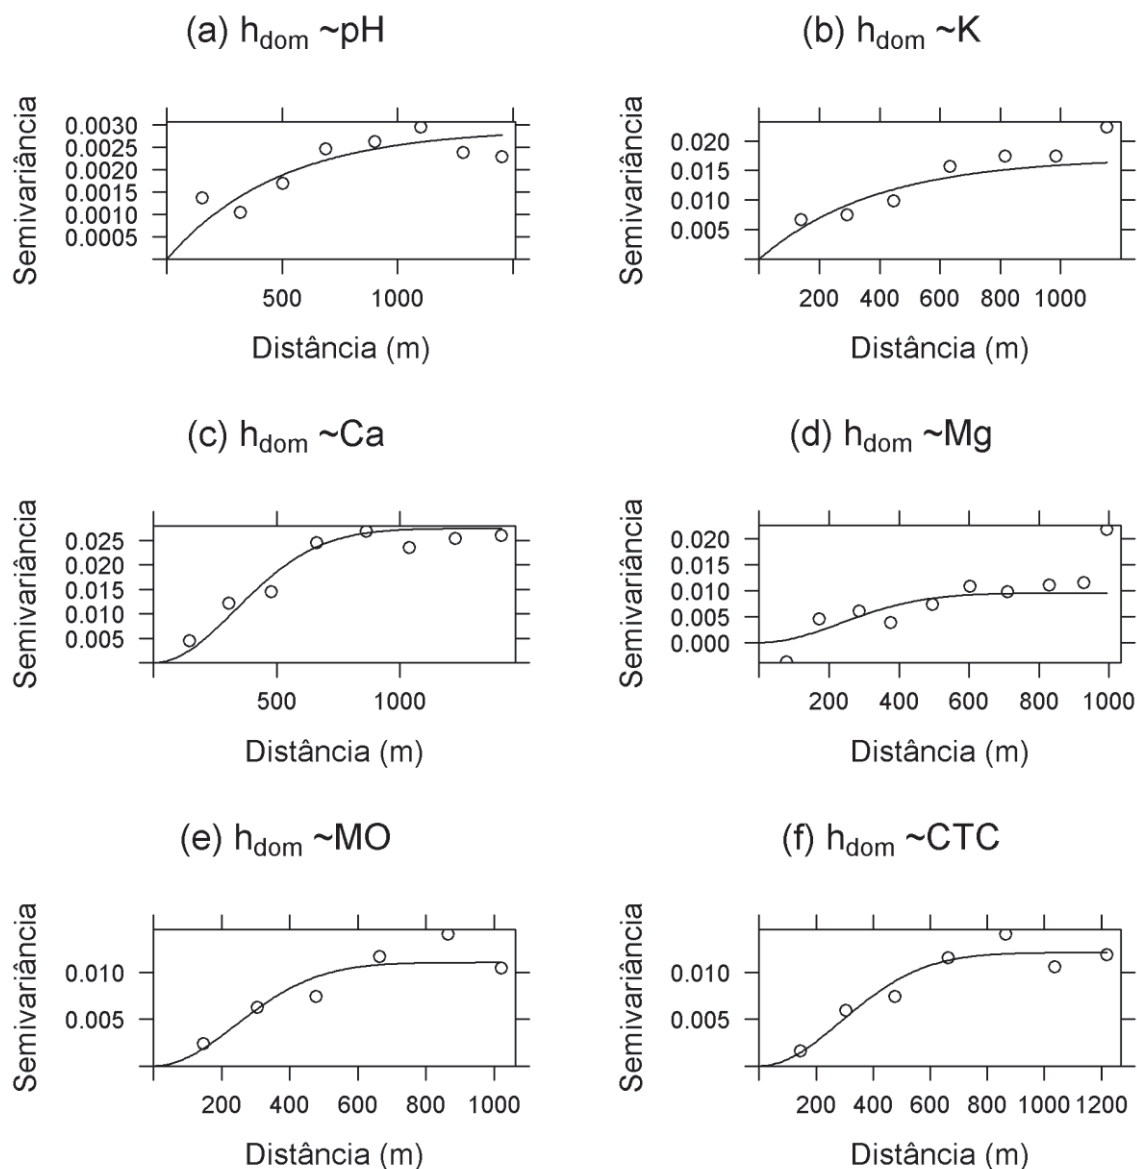 (a) h_dom ~pH
Semivariância
0.0030
0.0025
0.0020
0.0015
0.0010
0.0005
500 1000
Distância (m)
(b) h_dom ~K
Semivariância
0.020
0.015
0.010
0.005
200 400 600 800 1000
Distância (m)
(c) h_dom ~Ca
Semivariância
0.025
0.020
0.015
0.010
0.005
500 1000
Distância (m)
(d) h_dom ~Mg
Semivariância
0.020
0.015
0.010
0.005
0.000
200 400 600 800 1000
Distância (m)
(e) h_dom ~MO
Semivariância
0.010
0.005
200 400 600 800 1000
Distância (m)
(f) h_dom ~CTC
Semivariância
0.010
0.005
200 400 600 800 1000 1200
Distância (m)